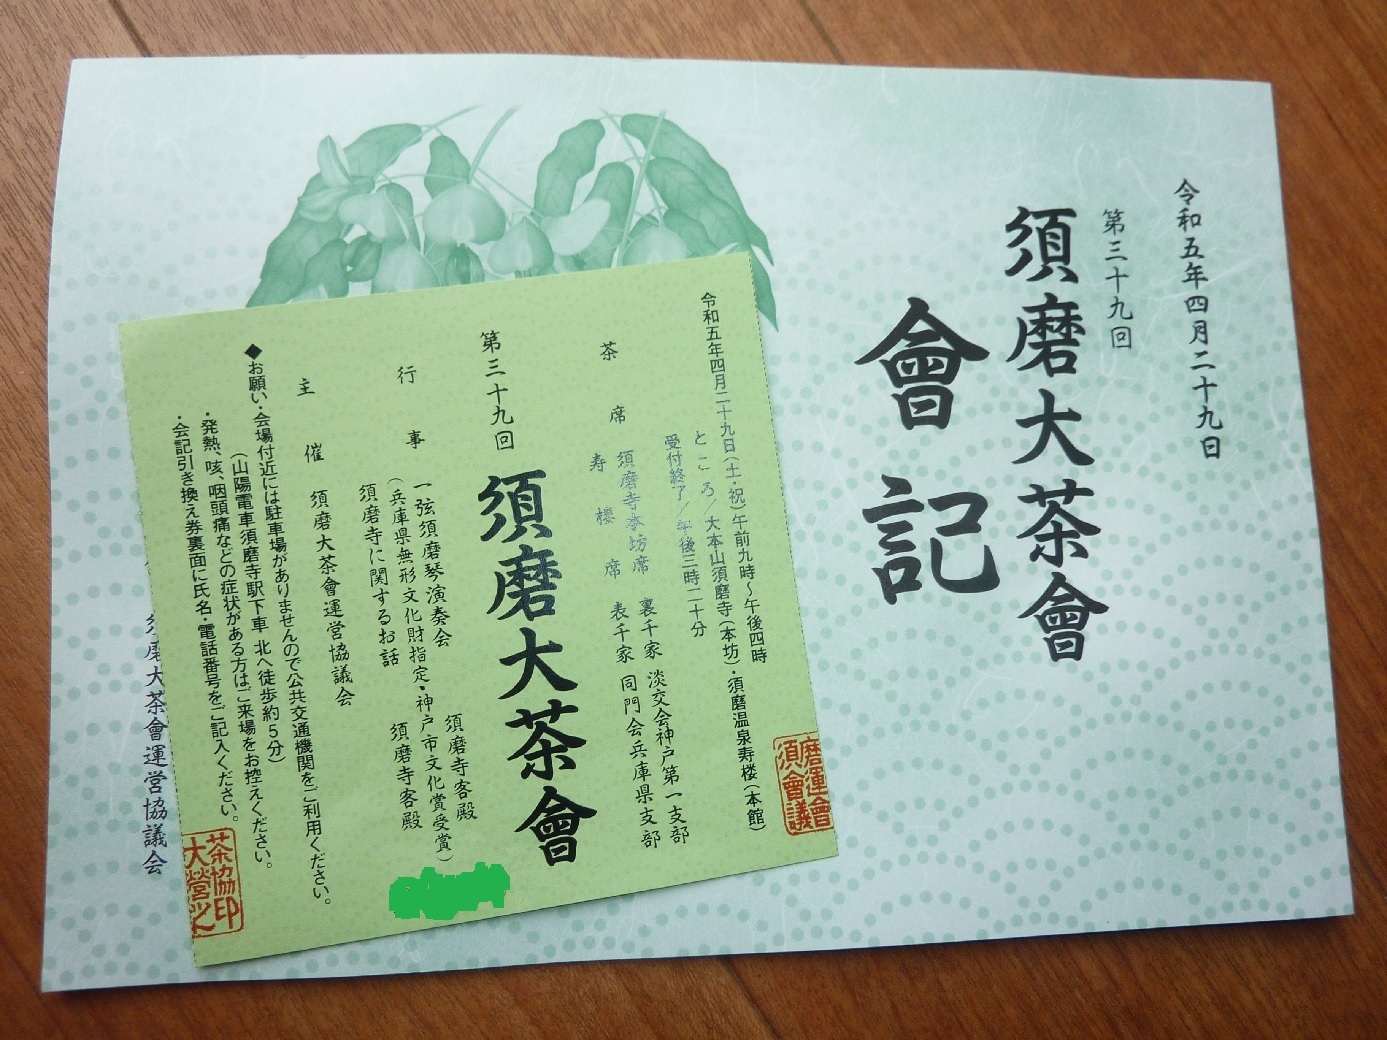 令和五年四月二十九日
第三十九回
須磨大茶會
會記
須磨大茶會運営協議会
令和五年四月二十九日(土・祝)午前九時~午後四時
ところ/大本山須磨寺(本坊)・須磨温泉寿楼(本館)
受付終了/午後三時二十分
茶席
須磨寺本坊席 裏千家 淡交会神戸第一支部
寿楼席 表千家 同門会兵庫県支部
第三十九回 須磨大茶會
行事
一弦須磨琴演奏会 須磨寺客殿
(兵庫県無形文化財指定・神戸市文化賞受賞)
須磨寺に関するお話 須磨寺客殿
主催 須磨大茶會運営協議会
◆お願い・会場付近には駐車場がありませんので公共交通機関をご利用ください。
(山陽電車須磨寺駅下車 北へ徒歩約5分)
・発熱、咳、咽頭痛などの症状がある方はご来場をお控えください。
・会記引き換え券裏面に氏名・電話番号をご記入ください。
磨運會
須會議
茶協印
大營之